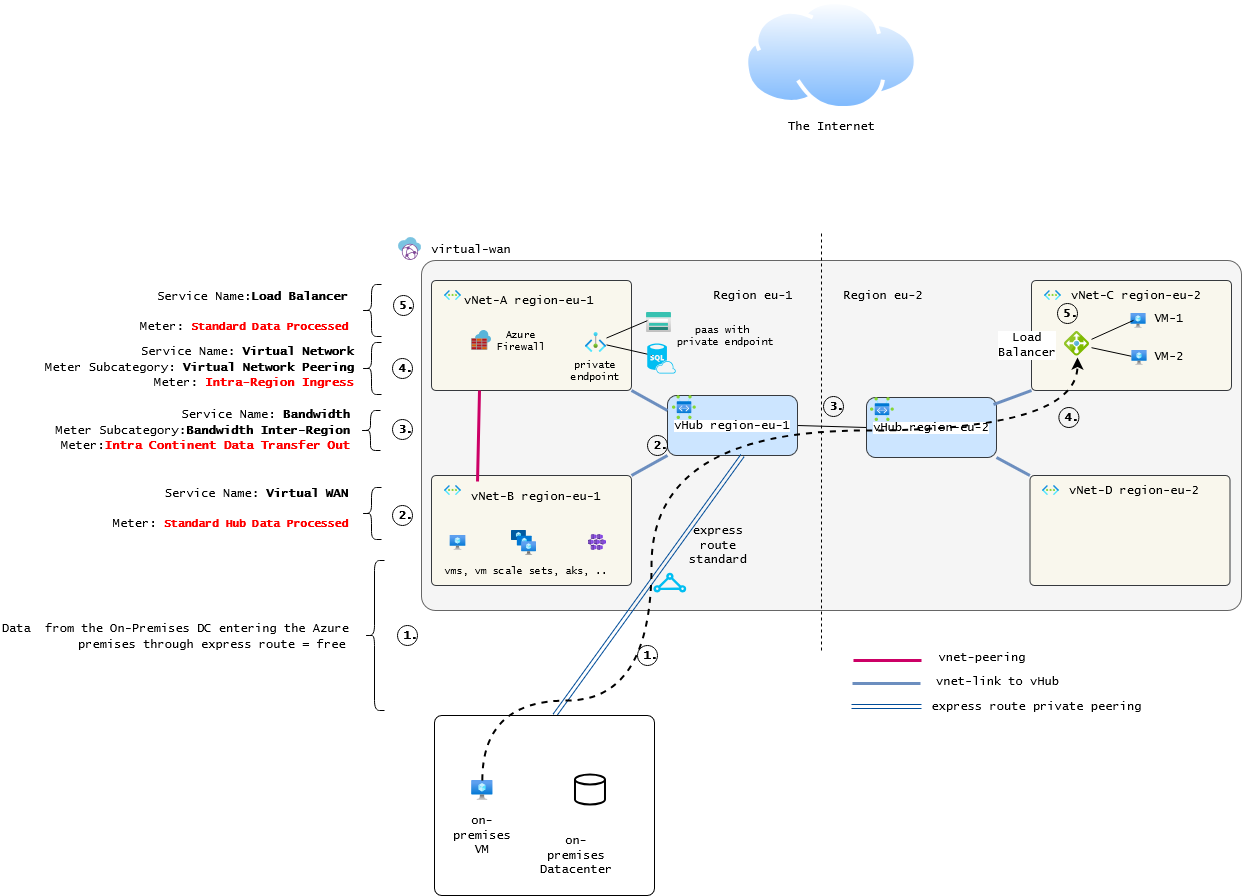 The Internet
virtual-wan
Service Name:Load Balancer
Meter: Standard Data Processed
5.
Service Name: Virtual Network
Meter Subcategory: Virtual Network Peering
Meter: Intra-Region Ingress
4.
Service Name: Bandwidth
Meter Subcategory:Bandwidth Inter-Region
Meter:Intra Continent Data Transfer Out
3.
Service Name: Virtual WAN
Meter: Standard Hub Data Processed
2.
Data  from the On-Premises DC entering the Azure
premises through express route = free
1.
vNet-A region-eu-1
Azure
Firewall
private
endpoint
SQL
paas with
private endpoint
Region eu-1
Region eu-2
vNet-C region-eu-2
5.
Load
Balancer
VM-1
VM-2
vHub region-eu-1
3.
vHub region-eu-2
4.
2.
vNet-B region-eu-1
vms, vm scale sets, aks, ..
express
route
standard
vNet-D region-eu-2
1.
vnet-peering
vnet-link to vHub
express route private peering
on-
premises
VM
on-
premises
Datacenter